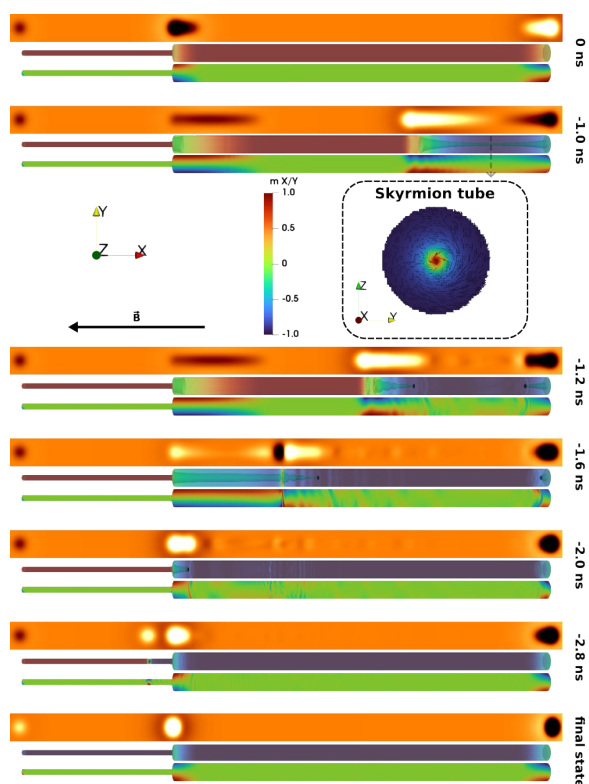 0 ns
-1.0 ns
m X/Y
1.0
0.5
0
-0.5
-1.0
Y
Z
X
B
Skyrmion tube
Z
X
Y
-1.2 ns
-1.6 ns
-2.0 ns
-2.8 ns
final state